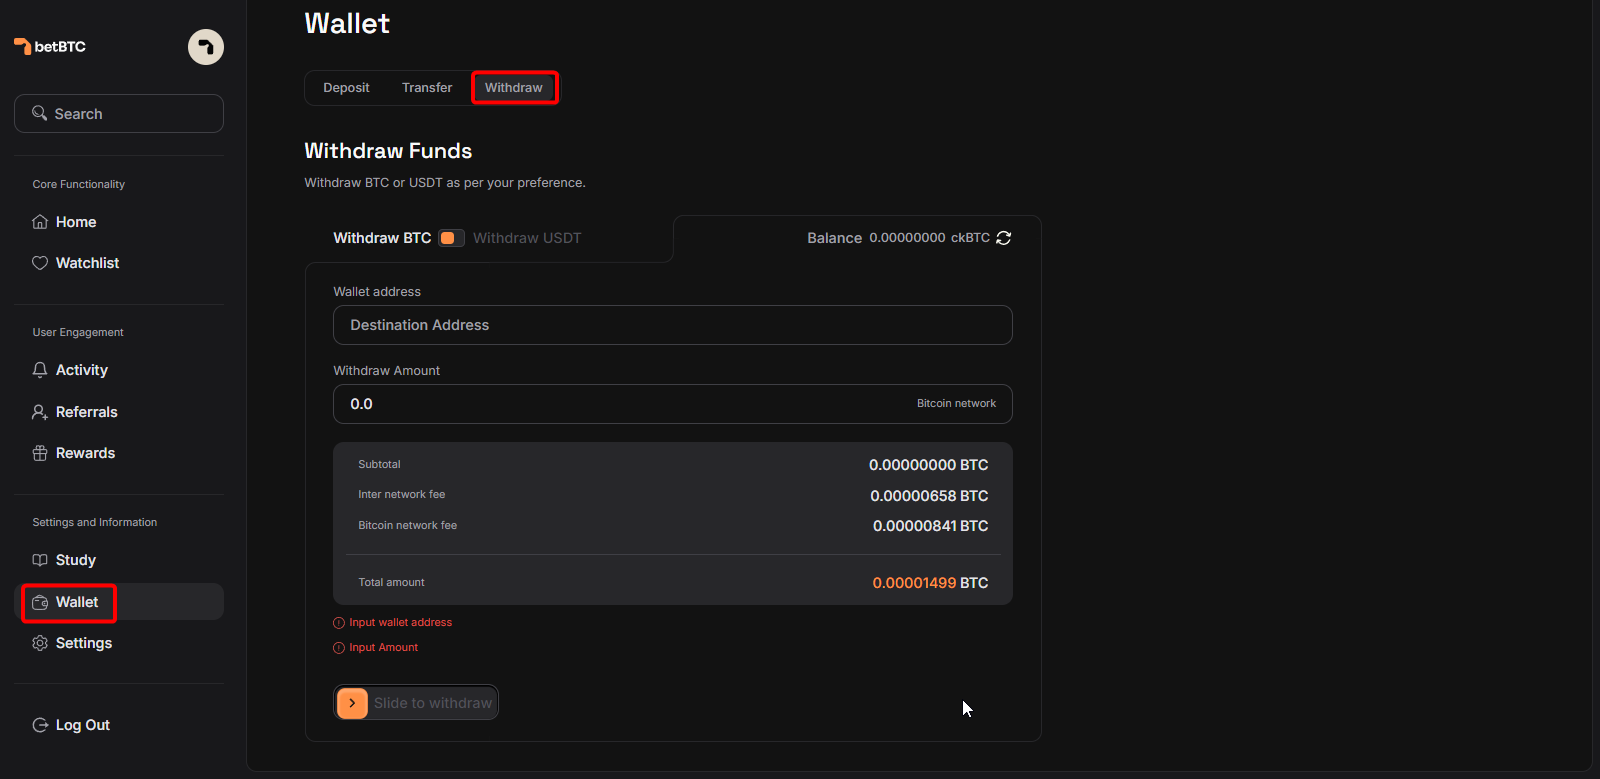 betBTC
Search
Core Functionality
Home
Watchlist
User Engagement
Activity
Referrals
Rewards
Settings and Information
Study
Wallet
Settings
Log Out
Wallet
Deposit Transfer Withdraw
Withdraw Funds
Withdraw BTC or USDT as per your preference.
Withdraw BTC Withdraw USDT
Balance 0.00000000 ckBTC
Wallet address
Destination Address
Withdraw Amount
0.0 Bitcoin network
Subtotal 0.00000000 BTC
Inter network fee 0.00000658 BTC
Bitcoin network fee 0.00000841 BTC
Total amount 0.00001499 BTC
Input wallet address
Input Amount
Slide to withdraw